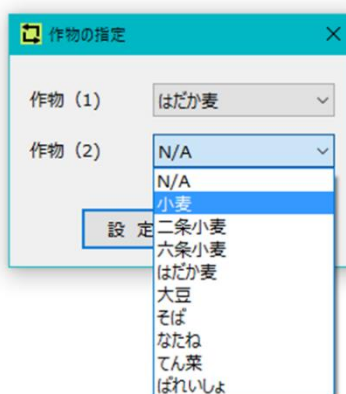 作物の指定
作物（1）
はだか麦
作物（2）
N/A
設 定
N/A
小麦
二条小麦
六条小麦
はだか麦
大豆
そば
なたね
てん菜
ばれいしょ